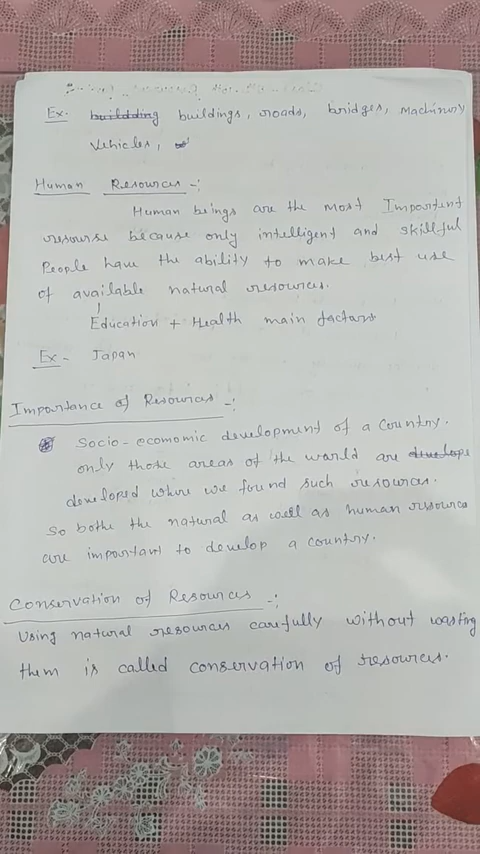 Ex. buildings, roads, bridges, Machinery
Vehicles,
Human Resources -:
Human beings are the most Important
resourse because only intelligent and skillful
People have the ability to make best use
of available natural resources.
Education + Health main factors
Ex - Japan
Importance of Resources -:
Socio - ecomomic development of a country.
only those areas of the world are
developed where we found such resources.
So bothe the natural as well as human resource
are important to develop a country.
Conservation of Resources -:
Using natural resources carefully without wasting
them is called conservation of resources.